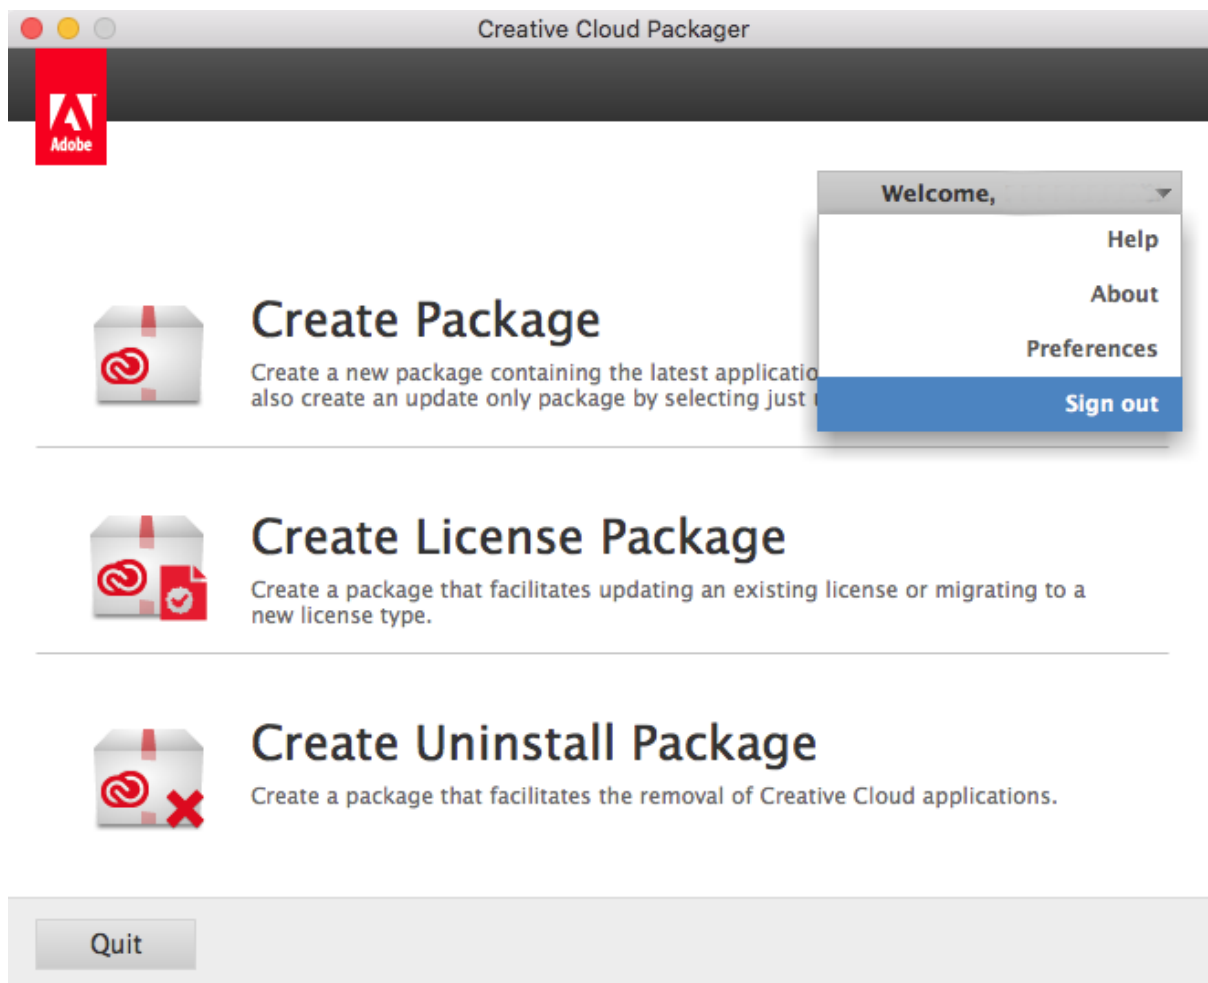 Creative Cloud Packager
Adobe
Welcome,
Help
About
Preferences
Sign out
Create Package
Create a new package containing the latest applicatio
also create an update only package by selecting just
Create License Package
Create a package that facilitates updating an existing license or migrating to a
new license type.
Create Uninstall Package
Create a package that facilitates the removal of Creative Cloud applications.
Quit